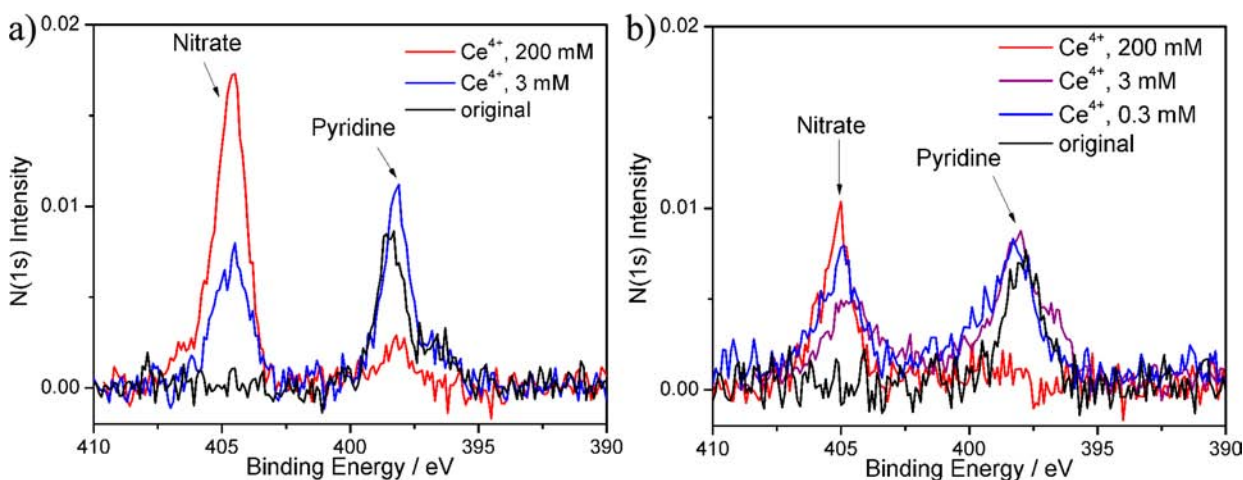 a)
0.02
Ce⁴⁺, 200 mM
Ce⁴⁺, 3 mM
original
Nitrate
Pyridine
0.01
0.00
N(1s) Intensity
410 405 400 395 390
Binding Energy / eV
b)
0.02
Ce⁴⁺, 200 mM
Ce⁴⁺, 3 mM
Ce⁴⁺, 0.3 mM
original
Nitrate
Pyridine
0.01
0.00
N(1s) Intensity
410 405 400 395 390
Binding Energy / eV